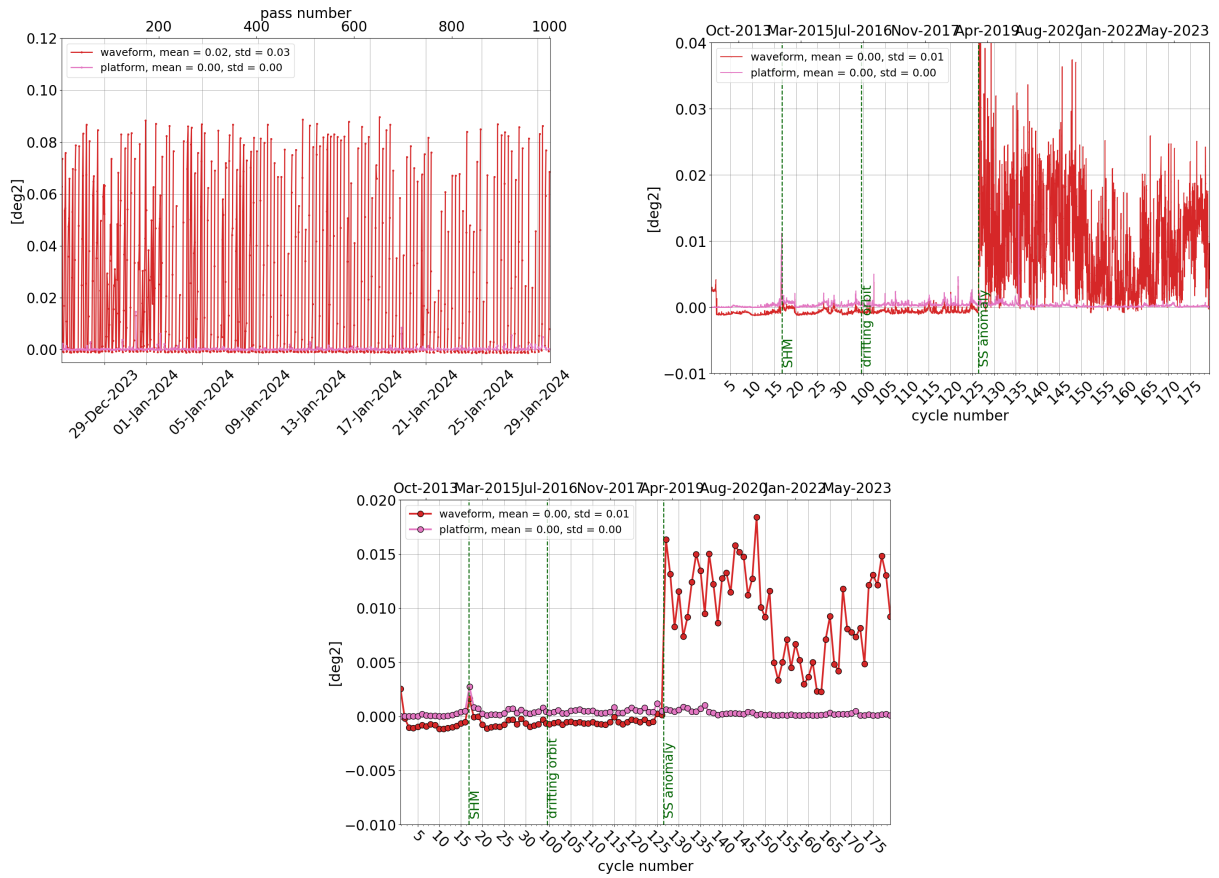 pass number
200 400 600 800 1000
0.12
0.10
0.08
0.06
0.04
0.02
0.00
[deg2]
waveform, mean = 0.02, std = 0.03
platform, mean = 0.00, std = 0.00
29-Dec-2023 01-Jan-2024 05-Jan-2024 09-Jan-2024 13-Jan-2024 17-Jan-2024 21-Jan-2024 25-Jan-2024 29-Jan-2024
Oct-2013 Mar-2015 Jul-2016 Nov-2017 Apr-2019 Aug-2020 Jan-2022 May-2023
0.04
0.03
0.02
0.01
0.00
−0.01
[deg2]
waveform, mean = 0.00, std = 0.01
platform, mean = 0.00, std = 0.00
SHM
drifting orbit
SS anomaly
5 10 15 20 25 30 100 105 110 115 120 125 130 135 140 145 150 155 160 165 170 175
cycle number
Oct-2013 Mar-2015 Jul-2016 Nov-2017 Apr-2019 Aug-2020 Jan-2022 May-2023
0.020
0.015
0.010
0.005
0.000
−0.005
−0.010
[deg2]
waveform, mean = 0.00, std = 0.01
platform, mean = 0.00, std = 0.00
SHM
drifting orbit
SS anomaly
5 10 15 20 25 30 100 105 110 115 120 125 130 135 140 145 150 155 160 165 170 175
cycle number